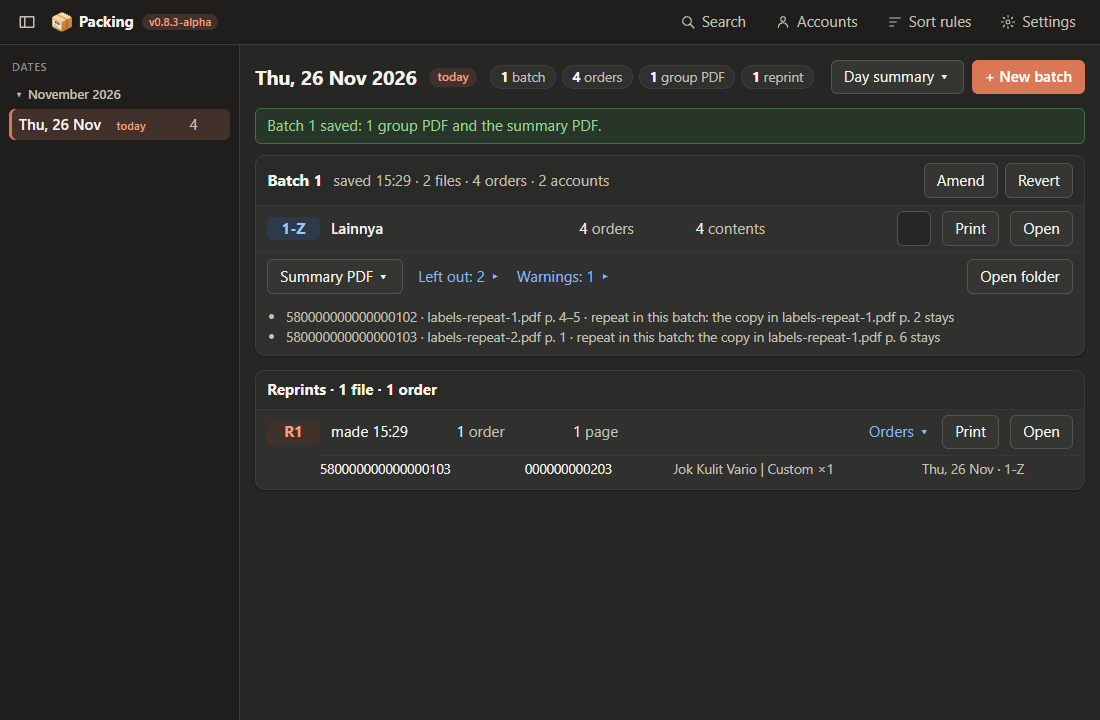 Packing v0.8.3-alpha Search Accounts Sort rules Settings
DATES
▾ November 2026
Thu, 26 Nov today 4
Thu, 26 Nov 2026 today 1 batch 4 orders 1 group PDF 1 reprint Day summary ▾ + New batch
Batch 1 saved: 1 group PDF and the summary PDF.
Batch 1 saved 15:29 · 2 files · 4 orders · 2 accounts Amend Revert
1-Z Lainnya 4 orders 4 contents Print Open
Summary PDF ▾ Left out: 2 ▸ Warnings: 1 ▸ Open folder
• 580000000000000102 · labels-repeat-1.pdf p. 4–5 · repeat in this batch: the copy in labels-repeat-1.pdf p. 2 stays
• 580000000000000103 · labels-repeat-2.pdf p. 1 · repeat in this batch: the copy in labels-repeat-1.pdf p. 6 stays
Reprints · 1 file · 1 order
R1 made 15:29 1 order 1 page Orders ▾ Print Open
580000000000000103 000000000203 Jok Kulit Vario | Custom ×1 Thu, 26 Nov · 1-Z